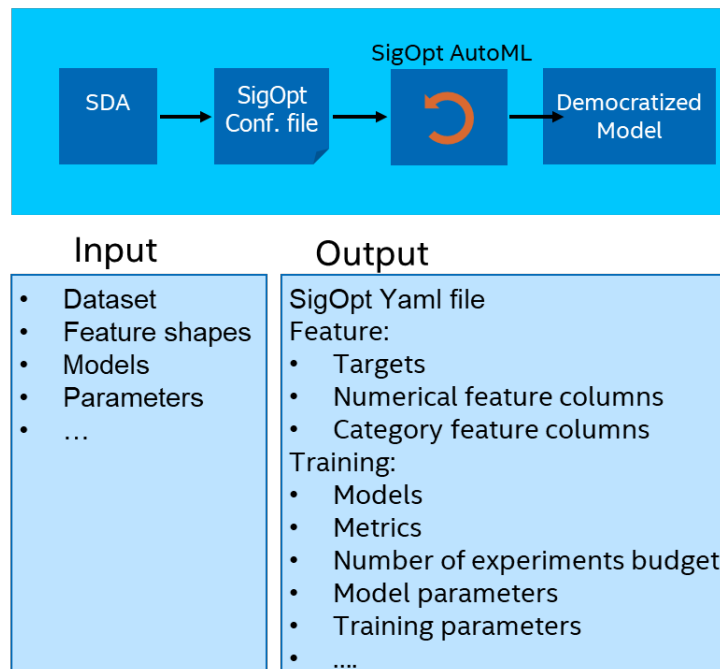 SigOpt AutoML
SDA
SigOpt
Conf. file
Democratized
Model
Input
• Dataset
• Feature shapes
• Models
• Parameters
• ...
Output
SigOpt Yaml file
Feature:
• Targets
• Numerical feature columns
• Category feature columns
Training:
• Models
• Metrics
• Number of experiments budget
• Model parameters
• Training parameters
• ....